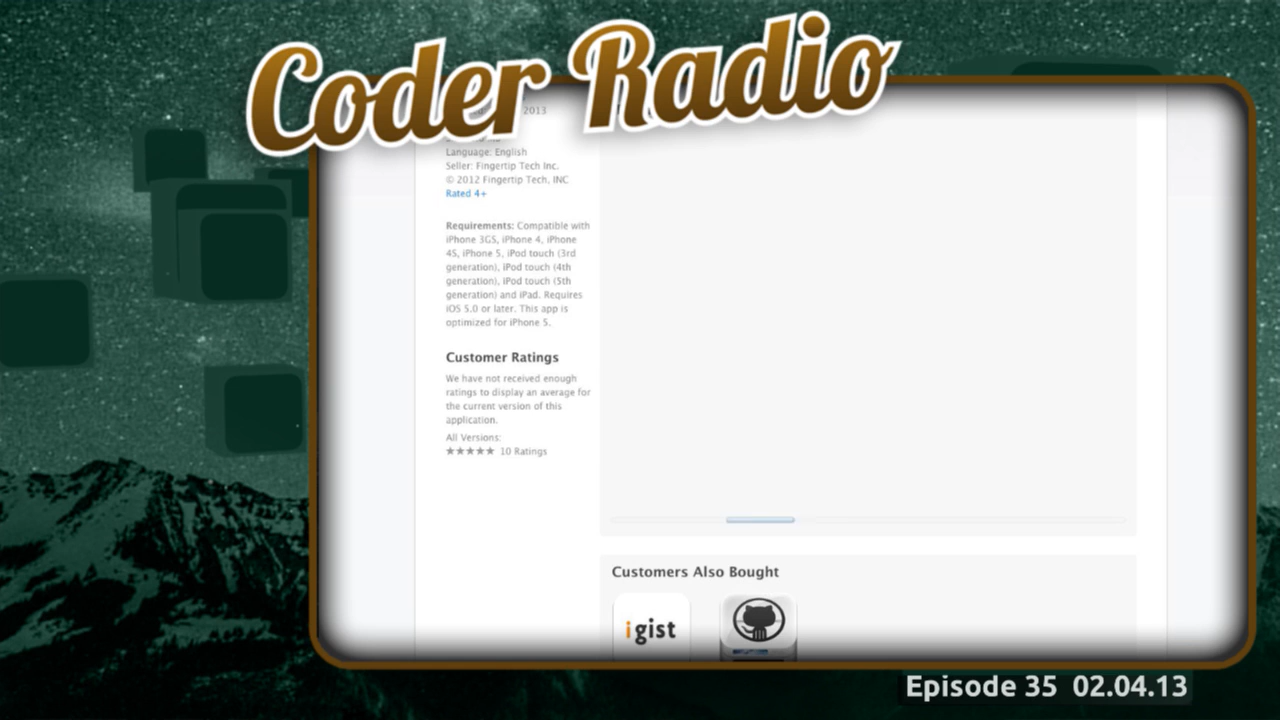 Coder Radio
2013
Language: English
Seller: Fingertip Tech Inc.
© 2012 Fingertip Tech, INC
Rated 4+
Requirements: Compatible with
iPhone 3GS, iPhone 4, iPhone
4S, iPhone 5, iPod touch (3rd
generation), iPod touch (4th
generation), iPod touch (5th
generation) and iPad. Requires
iOS 5.0 or later. This app is
optimized for iPhone 5.
Customer Ratings
We have not received enough
ratings to display an average for
the current version of this
application.
All Versions:
★★★★★ 10 Ratings
Customers Also Bought
igist
Episode 35 02.04.13